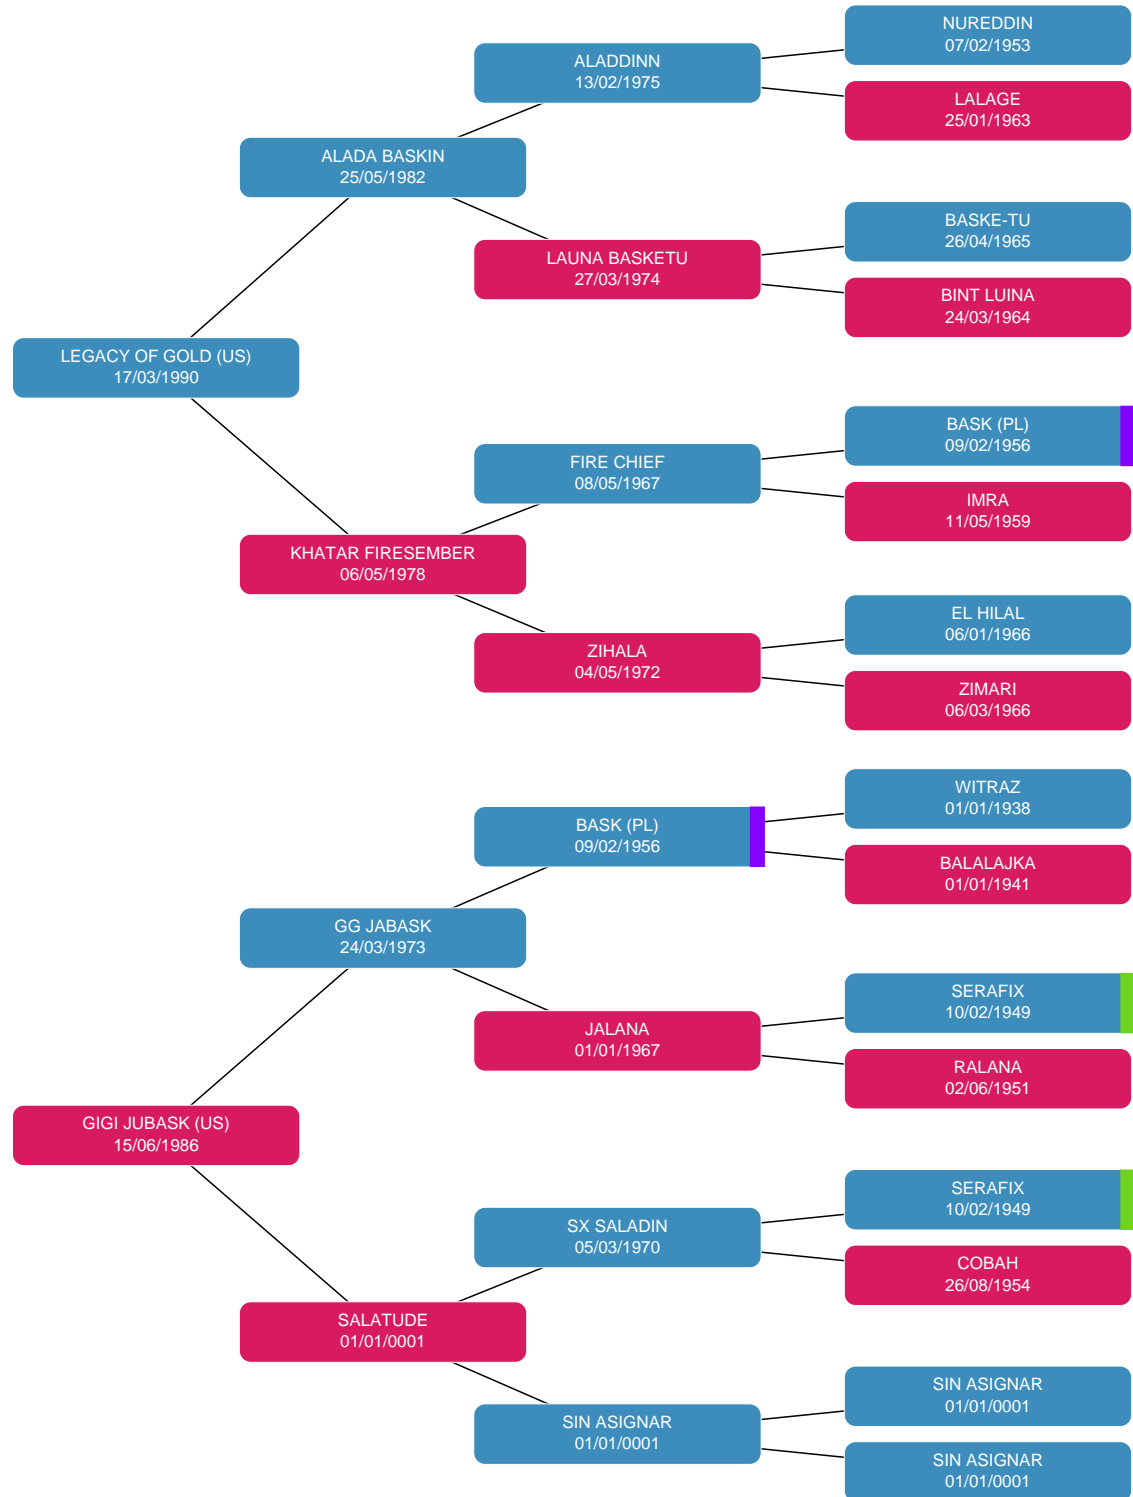 NUREDDIN
07/02/1953
ALADDINN
13/02/1975
LALAGE
25/01/1963
ALADA BASKIN
25/05/1982
BASKE-TU
26/04/1965
LAUNA BASKETU
27/03/1974
BINT LUINA
24/03/1964
LEGACY OF GOLD (US)
17/03/1990
BASK (PL)
09/02/1956
FIRE CHIEF
08/05/1967
IMRA
11/05/1959
KHATAR FIRESEMBER
06/05/1978
EL HILAL
06/01/1966
ZIHALA
04/05/1972
ZIMARI
06/03/1966
WITRAZ
01/01/1938
BASK (PL)
09/02/1956
BALALAJKA
01/01/1941
GG JABASK
24/03/1973
SERAFIX
10/02/1949
JALANA
01/01/1967
RALANA
02/06/1951
GIGI JUBASK (US)
15/06/1986
SERAFIX
10/02/1949
SX SALADIN
05/03/1970
COBAH
26/08/1954
SALATUDE
01/01/0001
SIN ASIGNAR
01/01/0001
SIN ASIGNAR
01/01/0001
SIN ASIGNAR
01/01/0001